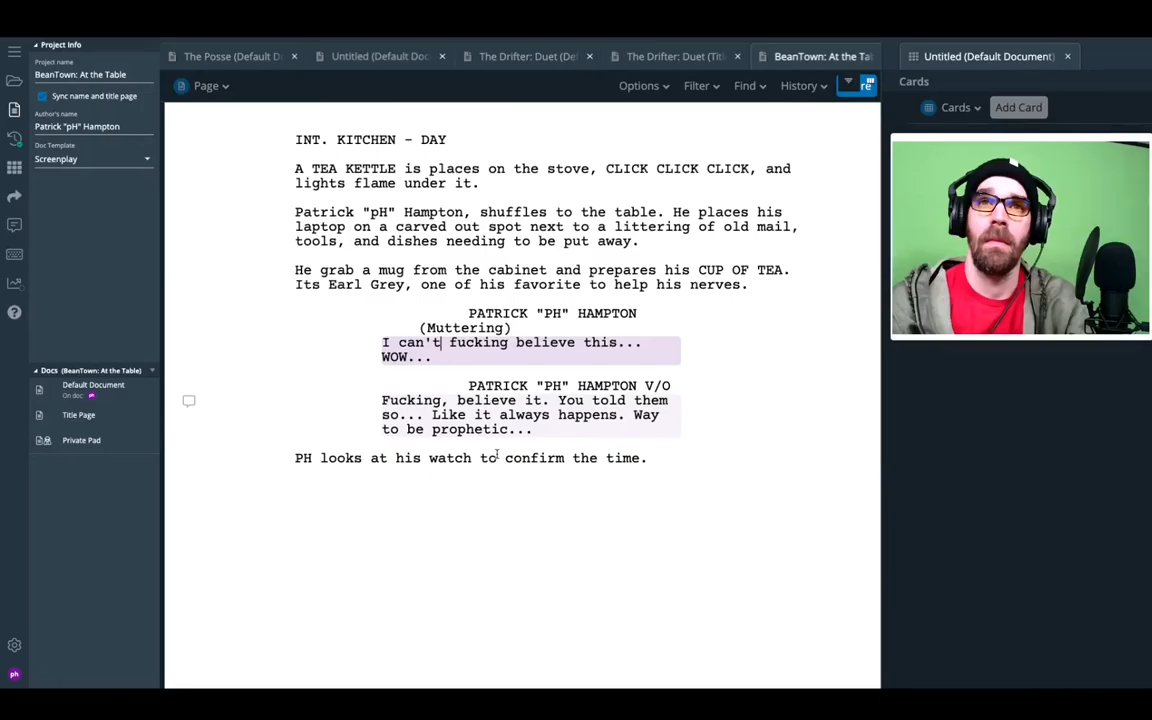 Project Info
Project name
BeanTown: At the Table
Sync name and title page
Author's name
Patrick "pH" Hampton
Doc Template
Screenplay
Docs (BeanTown: At the Table)
Default Document
On doc: ph
Title Page
Private Pad
ph
The Posse (Default D
Untitled (Default Doc
The Drifter: Duet (De
The Drifter: Duet (Titl
BeanTown: At the Ta
Page
Options
Filter
Find
History
re
INT. KITCHEN - DAY
A TEA KETTLE is places on the stove, CLICK CLICK CLICK, and
lights flame under it.
Patrick "pH" Hampton, shuffles to the table. He places his
laptop on a carved out spot next to a littering of old mail,
tools, and dishes needing to be put away.
He grab a mug from the cabinet and prepares his CUP OF TEA.
Its Earl Grey, one of his favorite to help his nerves.
PATRICK "PH" HAMPTON
(Muttering)
I can't fucking believe this...
WOW...
PATRICK "PH" HAMPTON V/O
Fucking, believe it. You told them
so... Like it always happens. Way
to be prophetic...
PH looks at his watch to confirm the time.
Untitled (Default Document)
Cards
Cards
Add Card